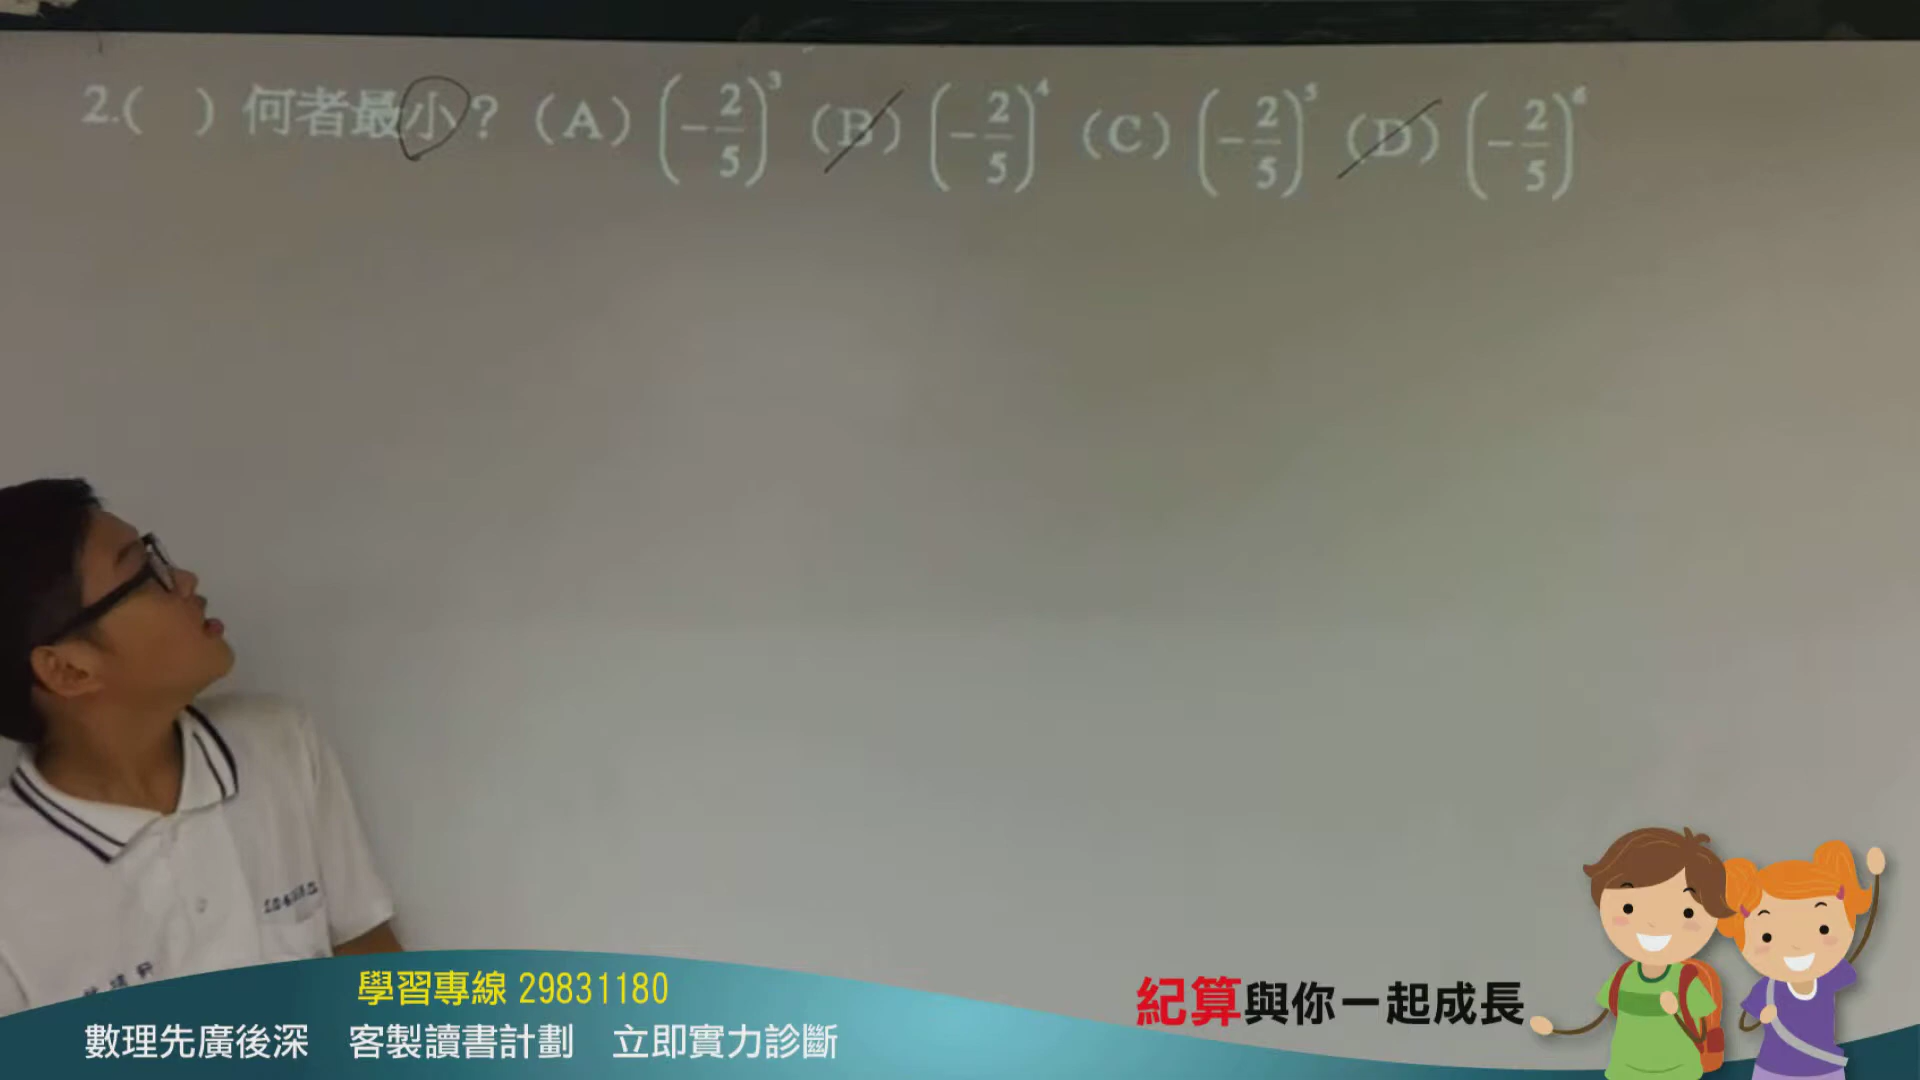 2.( ) 何者最小?(A) (-2/5)^3 (B) (-2/5)^4 (C) (-2/5)^5 (D) (-2/5)^6
學習專線 29831180
數理先廣後深 客製讀書計劃 立即實力診斷
紀算與你一起成長